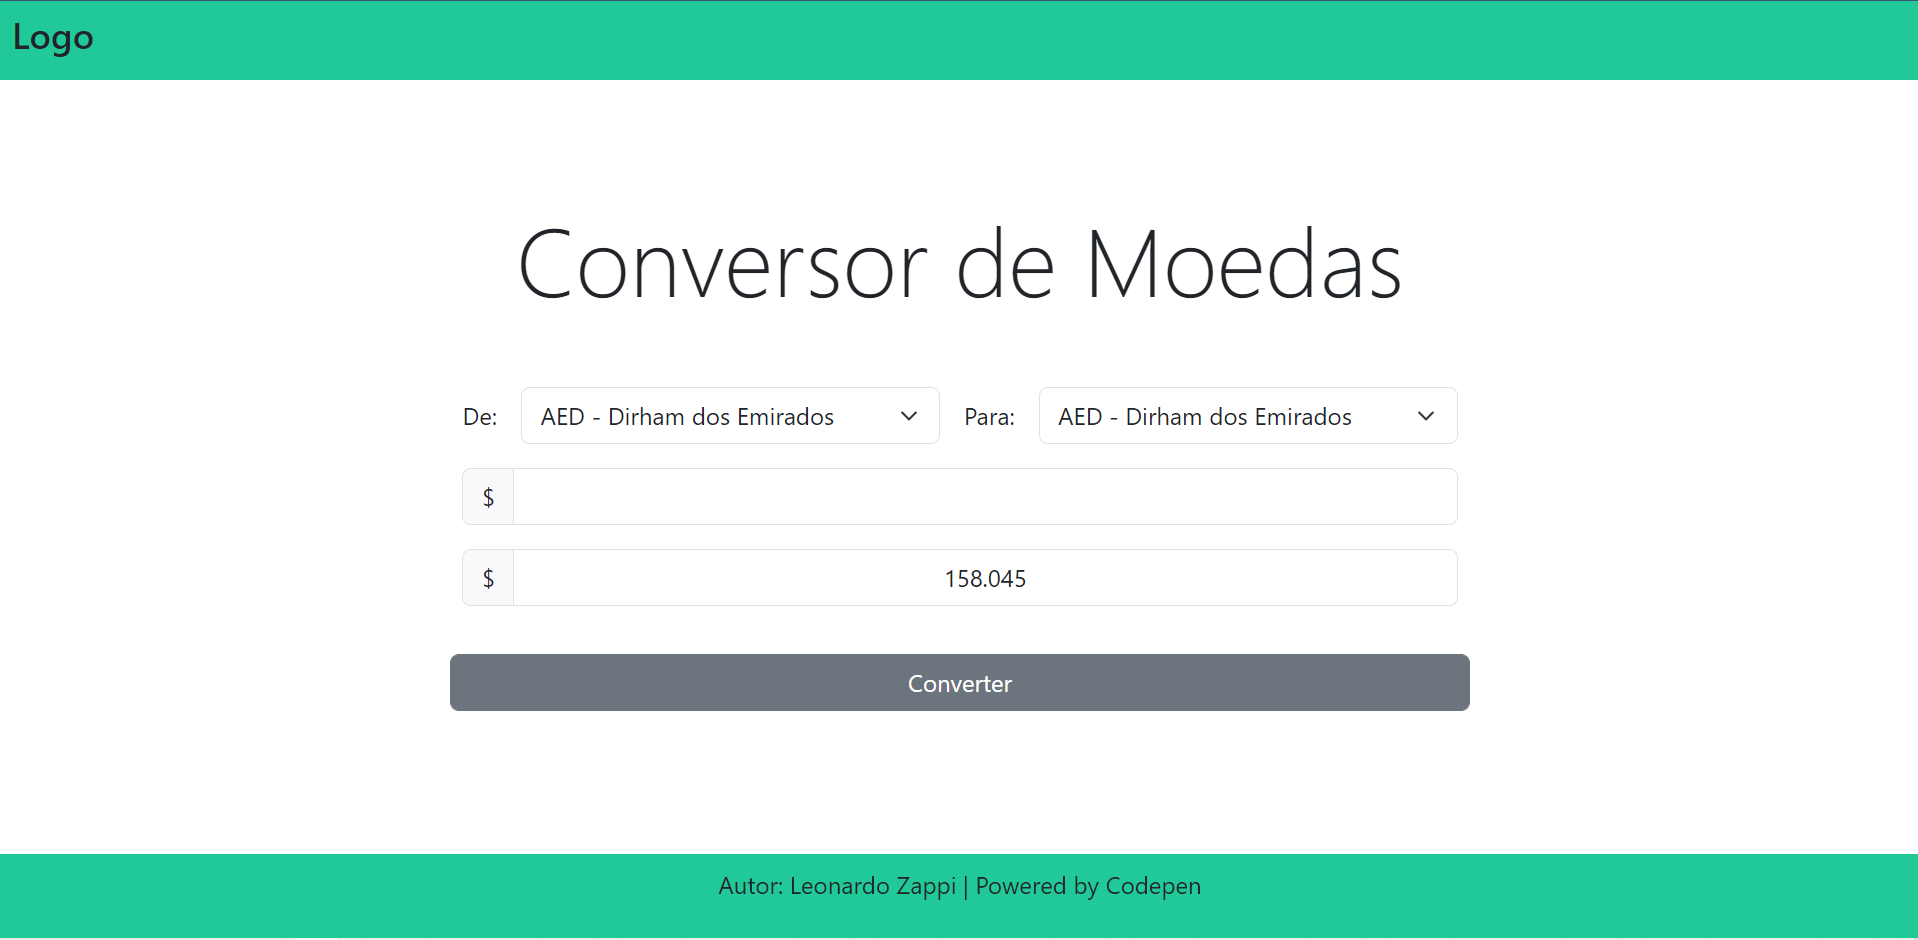 Logo
Conversor de Moedas
De: AED - Dirham dos Emirados Para: AED - Dirham dos Emirados
$
$ 158.045
Converter
Autor: Leonardo Zappi | Powered by Codepen